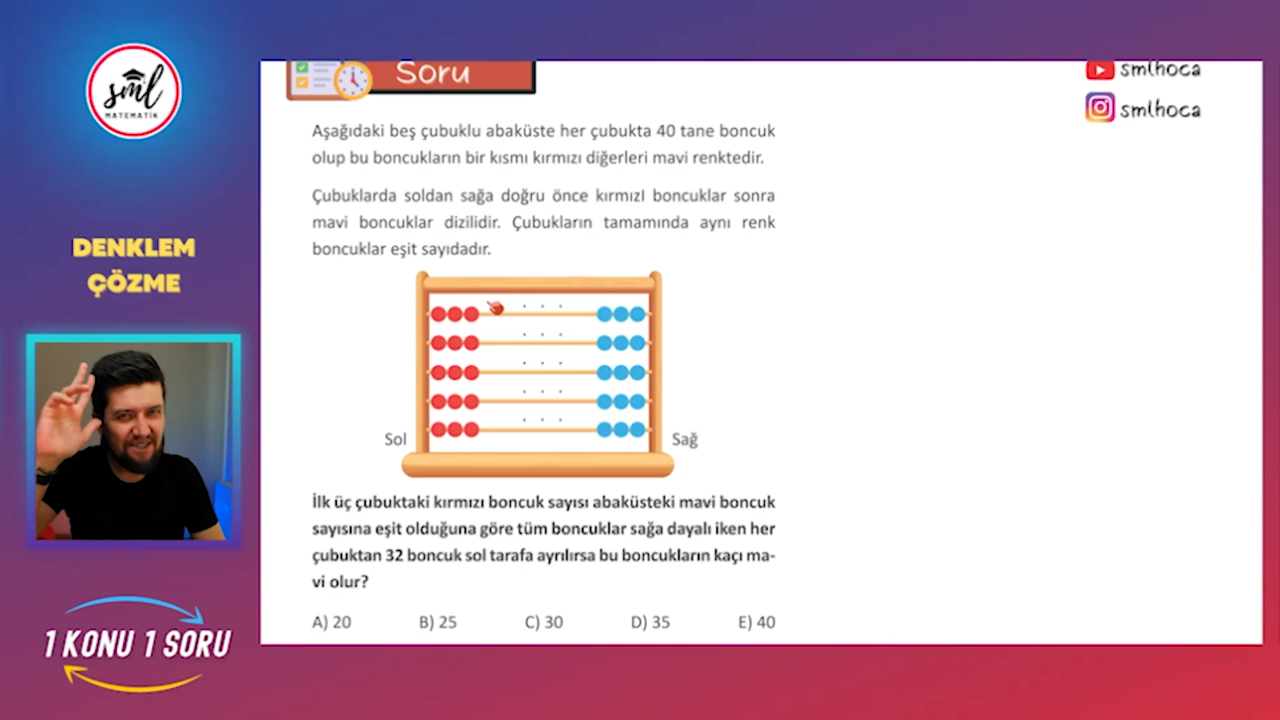 sml
MATEMATİK
DENKLEM
ÇÖZME
1 KONU 1 SORU
Soru
smlhoca
smlhoca
Aşağıdaki beş çubuklu abaküste her çubukta 40 tane boncuk
olup bu boncukların bir kısmı kırmızı diğerleri mavi renktedir.
Çubuklarda soldan sağa doğru önce kırmızI boncuklar sonra
mavi boncuklar dizilidir. Çubukların tamamında aynı renk
boncuklar eşit sayıdadır.
. . .
. . .
. . .
. . .
. . .
Sol
Sağ
İlk üç çubuktaki kırmızı boncuk sayısı abaküsteki mavi boncuk
sayısına eşit olduğuna göre tüm boncuklar sağa dayalı iken her
çubuktan 32 boncuk sol tarafa ayrılırsa bu boncukların kaçı ma-
vi olur?
A) 20 B) 25 C) 30 D) 35 E) 40